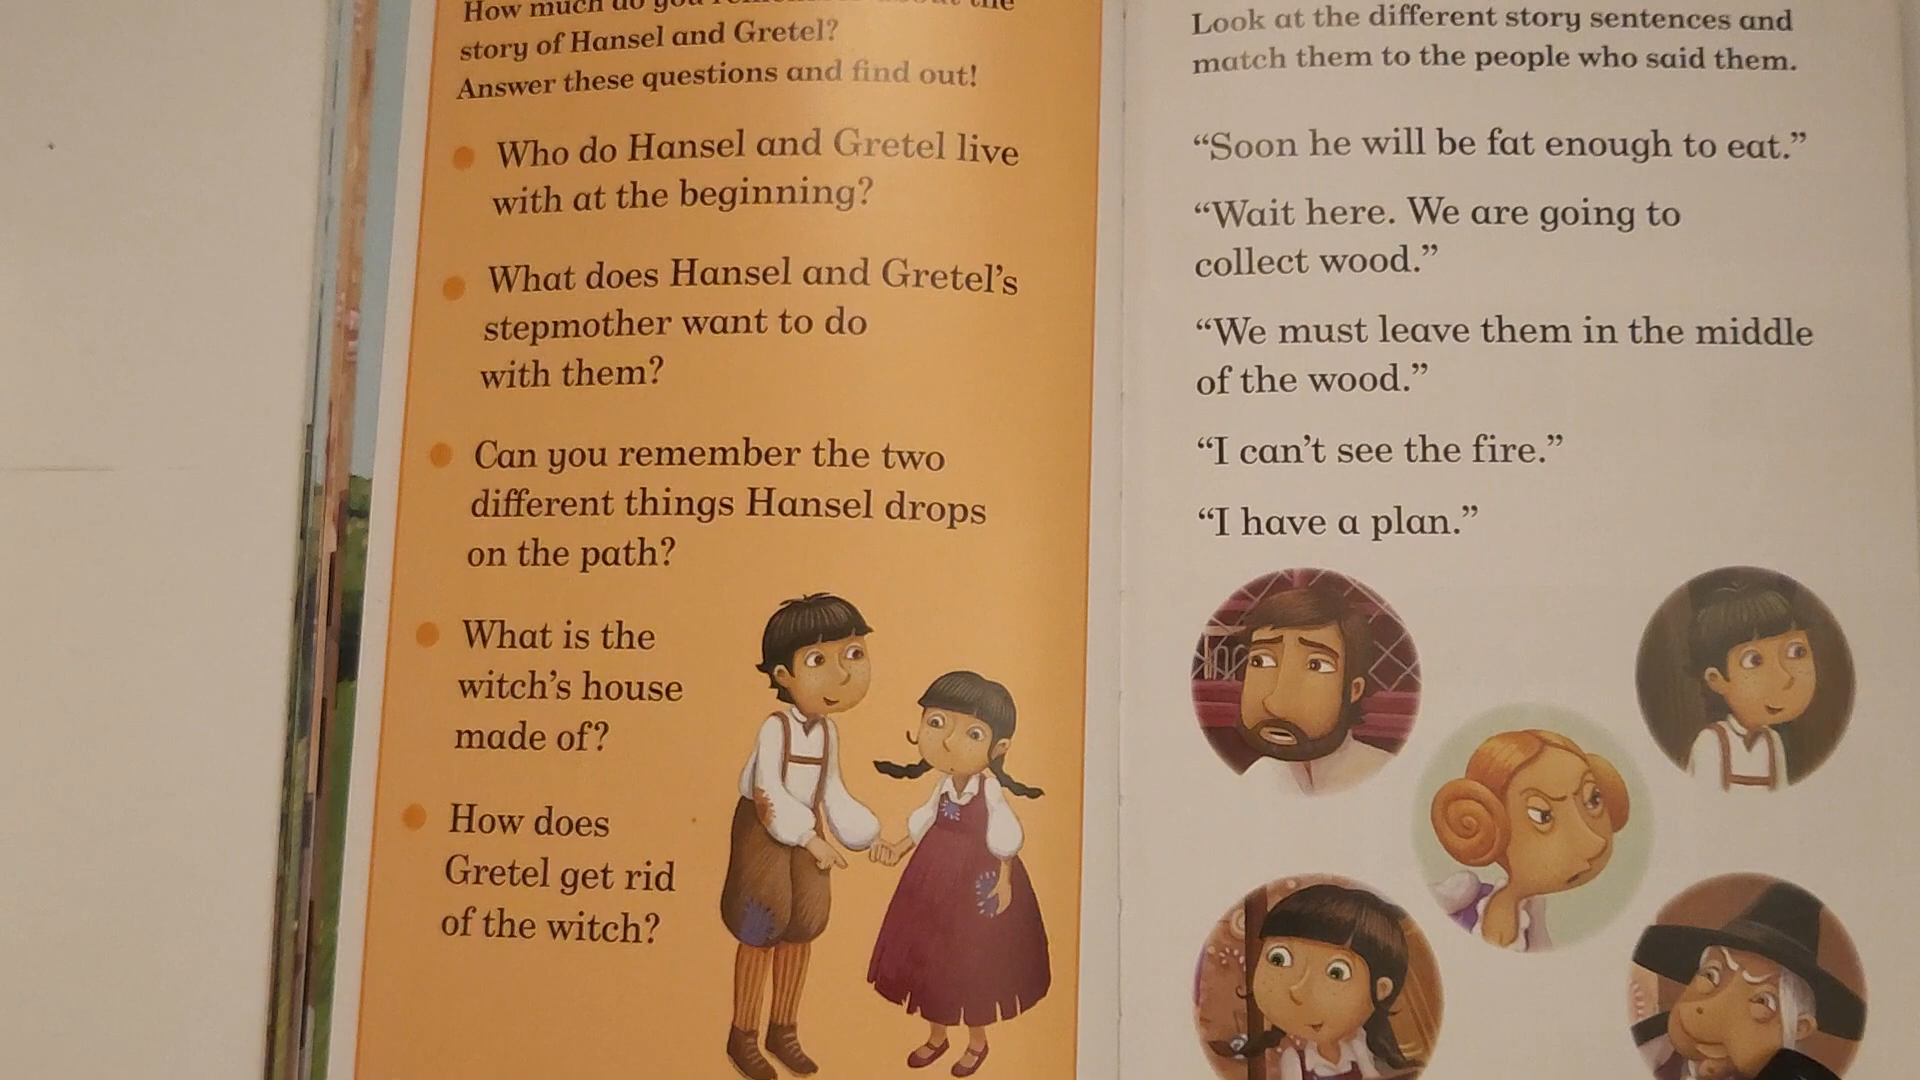 How much do you the
story of Hansel and Gretel?
Answer these questions and find out!
Who do Hansel and Gretel live
with at the beginning?
What does Hansel and Gretel's
stepmother want to do
with them?
Can you remember the two
different things Hansel drops
on the path?
What is the
witch's house
made of?
How does
Gretel get rid
of the witch?
Look at the different story sentences and
match them to the people who said them.
“Soon he will be fat enough to eat.”
“Wait here. We are going to
collect wood.”
“We must leave them in the middle
of the wood.”
“I can't see the fire.”
“I have a plan.”